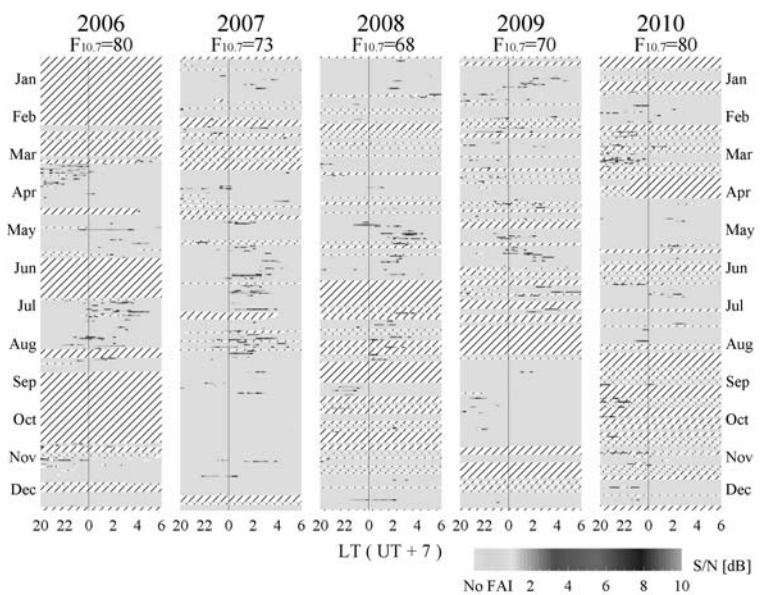 2006 2007 2008 2009 2010
F10.7=80 F10.7=73 F10.7=68 F10.7=70 F10.7=80
Jan Jan
Feb Feb
Mar Mar
Apr Apr
May May
Jun Jun
Jul Jul
Aug Aug
Sep Sep
Oct Oct
Nov Nov
Dec Dec
20 22 0 2 4 6 20 22 0 2 4 6 20 22 0 2 4 6 20 22 0 2 4 6 20 22 0 2 4 6
LT ( UT + 7 )
S/N [dB]
No FAI 2 4 6 8 10